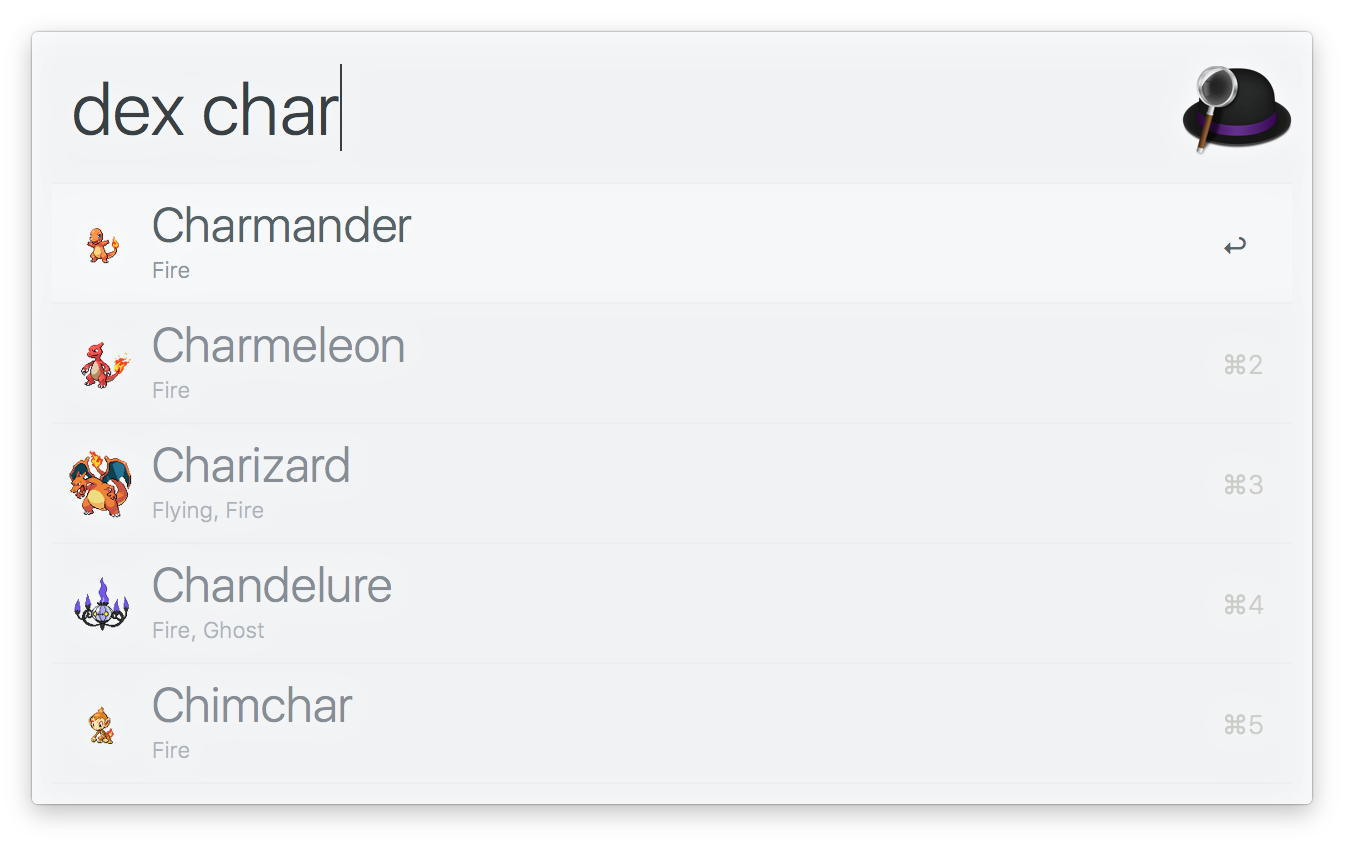 dex char
Charmander
Fire
↩
Charmeleon
Fire
⌘2
Charizard
Flying, Fire
⌘3
Chandelure
Fire, Ghost
⌘4
Chimchar
Fire
⌘5